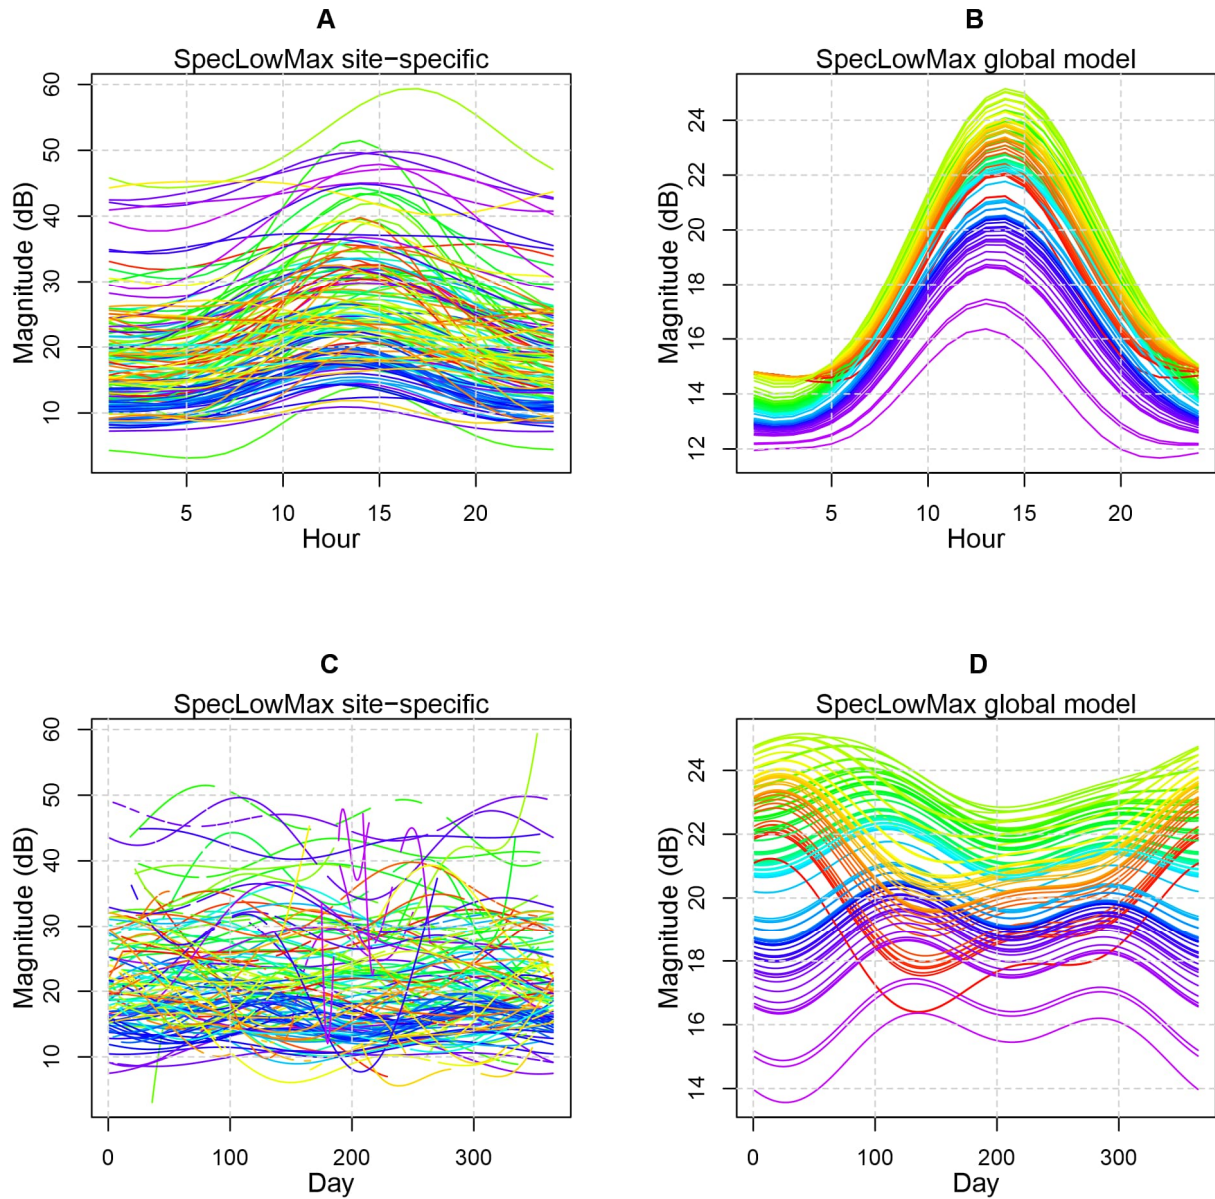 A
SpecLowMax site−specific
Magnitude (dB)
60
50
40
30
20
10
5 10 15 20
Hour
B
SpecLowMax global model
Magnitude (dB)
24
22
20
18
16
14
12
5 10 15 20
Hour
C
SpecLowMax site−specific
Magnitude (dB)
60
50
40
30
20
10
0 100 200 300
Day
D
SpecLowMax global model
Magnitude (dB)
24
22
20
18
16
14
0 100 200 300
Day